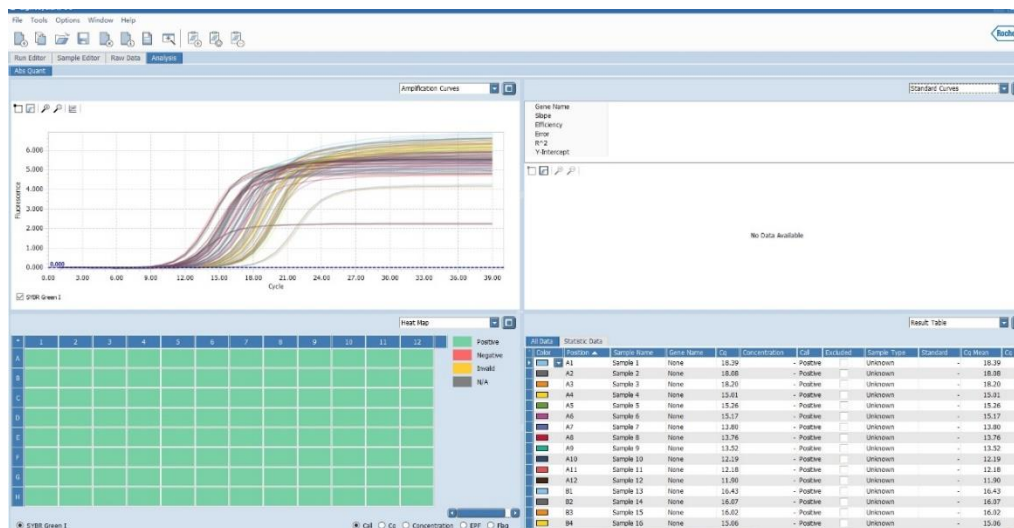 File Tools Options Window Help
Roche
Run Editor Sample Editor Raw Data Analysis
Abs Quant
Amplification Curves
6.000
5.000
4.000
3.000
2.000
1.000
0.000
0.000
Fluorescence
0.00 3.00 6.00 9.00 12.00 15.00 18.00 21.00 24.00 27.00 30.00 33.00 36.00 39.00
Cycle
SYBR Green I
Standard Curves
Gene Name
Slope
Efficiency
Error
R^2
Y-Intercept
No Data Available
Heat Map
1 2 3 4 5 6 7 8 9 10 11 12
A
B
C
D
E
F
G
H
Positive
Negative
Invalid
N/A
SYBR Green I
Call Cq Concentration EPF Flag
Result Table
All Data Statistic Data
Color Position Sample Name Gene Name Cq Concentration Call Excluded Sample Type Standard Cq Mean Cq
A1 Sample 1 None 18.39 - Positive Unknown - 18.39
A2 Sample 2 None - Positive Unknown -
A3 Sample 3 None 18.20 - Positive Unknown - 18.20
A4 Sample 4 None 15.01 - Positive Unknown - 15.01
A5 Sample 5 None 15.26 - Positive Unknown - 15.26
A6 Sample 6 None 15.17 - Positive Unknown - 15.17
A7 Sample 7 None 13.80 - Positive Unknown - 13.80
A8 Sample 8 None 13.76 - Positive Unknown - 13.76
A9 Sample 9 None 13.52 - Positive Unknown - 13.52
A10 Sample 10 None 12.19 - Positive Unknown - 12.19
A11 Sample 11 None 12.18 - Positive Unknown - 12.18
A12 Sample 12 None 11.90 - Positive Unknown - 11.90
B1 Sample 13 None 16.43 - Positive Unknown - 16.43
B2 Sample 14 None - Positive Unknown -
B3 Sample 15 None 16.02 - Positive Unknown - 16.02
B4 Sample 16 None 15.06 - Positive Unknown - 15.06